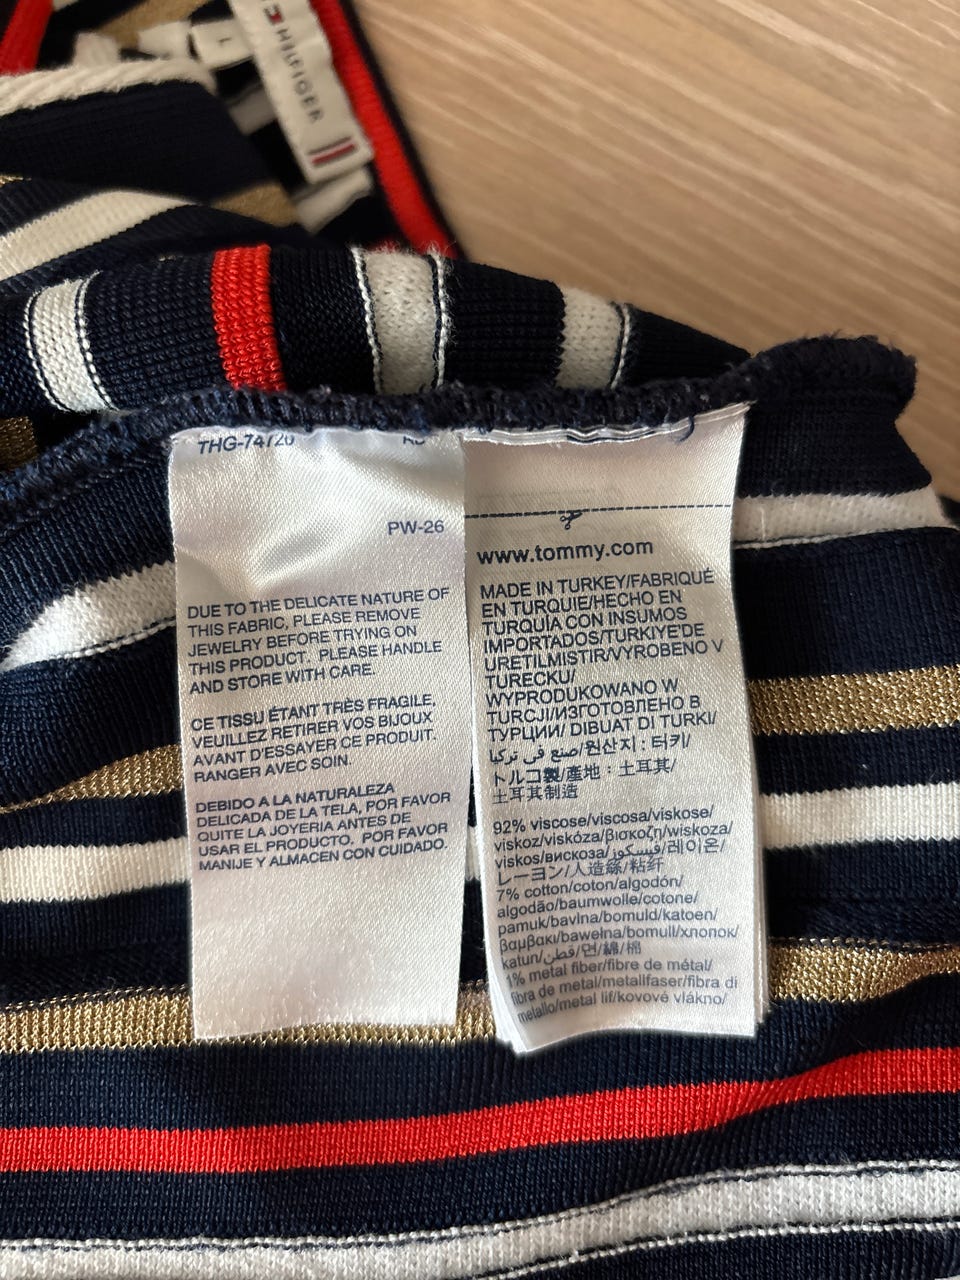 HILFIGER
L
THG-74720
PW-26
DUE TO THE DELICATE NATURE OF
THIS FABRIC, PLEASE REMOVE
JEWELRY BEFORE TRYING ON
THIS PRODUCT. PLEASE HANDLE
AND STORE WITH CARE.
CE TISSU ÉTANT TRÈS FRAGILE,
VEUILLEZ RETIRER VOS BIJOUX
AVANT D'ESSAYER CE PRODUIT.
RANGER AVEC SOIN.
DEBIDO A LA NATURALEZA
DELICADA DE LA TELA, POR FAVOR
QUITE LA JOYERIA ANTES DE
USAR EL PRODUCTO. POR FAVOR
MANIJE Y ALMACEN CON CUIDADO.
www.tommy.com
MADE IN TURKEY/FABRIQUÉ
EN TURQUIE/HECHO EN
TURQUÍA CON INSUMOS
IMPORTADOS/TURKIYE'DE
URETILMISTIR/VYROBENO V
TURECKU/
WYPRODUKOWANO W
TURCJI/ИЗГОТОВЛЕНО В
ТУРЦИИ/ DIBUAT DI TURKI/
صنع في تركيا/원산지 : 터키/
トルコ製/產地：土耳其/
土耳其制造
92% viscose/viscosa/viskose/
viskoz/viskóza/βισκοζη/wiskoza/
viskos/вискоза/فيسكوز/레이온/
レーヨン/人造絲/粘纤
7% cotton/coton/algodón/
algodão/baumwolle/cotone/
pamuk/bavlna/bomuld/katoen/
βαμβακι/bawełna/bomull/хлопок/
katun/قطن/면/綿/棉
1% metal fiber/fibre de métal/
fibra de metal/metallfaser/fibra di
metallo/metal lif/kovové vlákno/